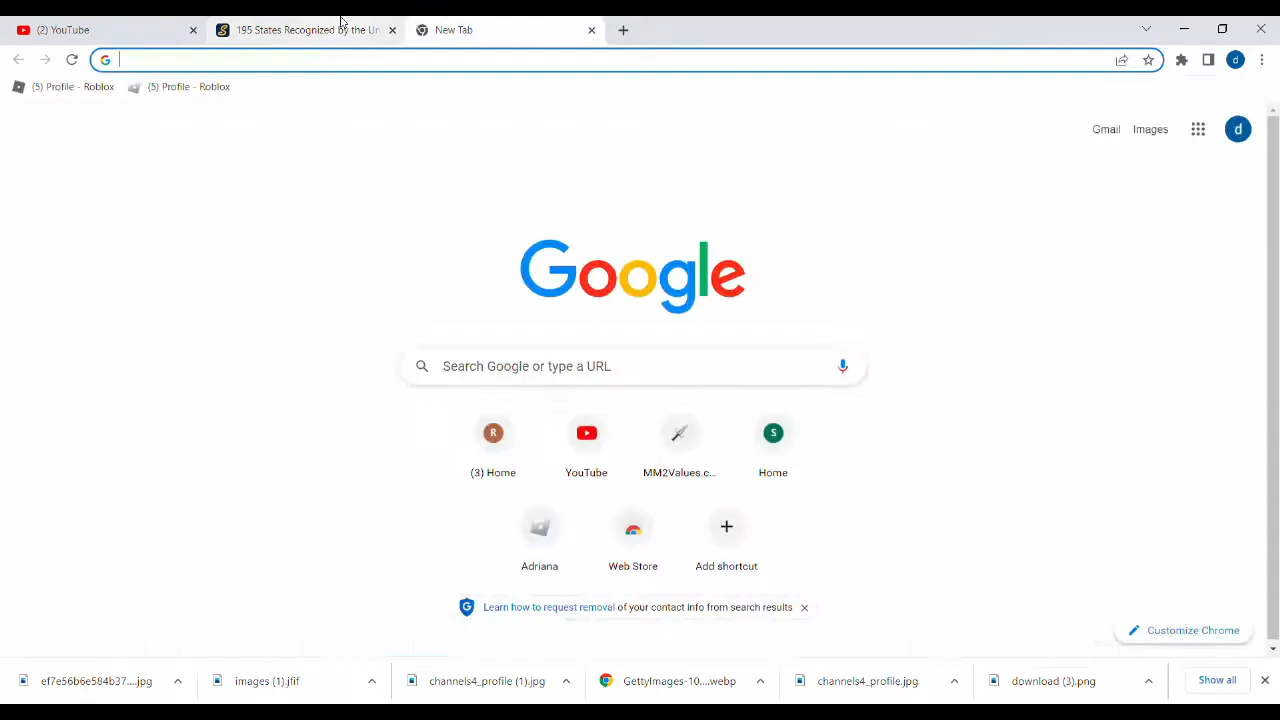 (2) YouTube
195 States Recognized by the Un
New Tab
(5) Profile - Roblox
(5) Profile - Roblox
d
Gmail
Images
d
Google
Search Google or type a URL
R
S
(3) Home
YouTube
MM2Values.c...
Home
Adriana
Web Store
Add shortcut
Learn how to request removal of your contact info from search results
Customize Chrome
ef7e56b6e584b37....jpg
images (1).jfif
channels4_profile (1).jpg
GettyImages-10....webp
channels4_profile.jpg
download (3).png
Show all